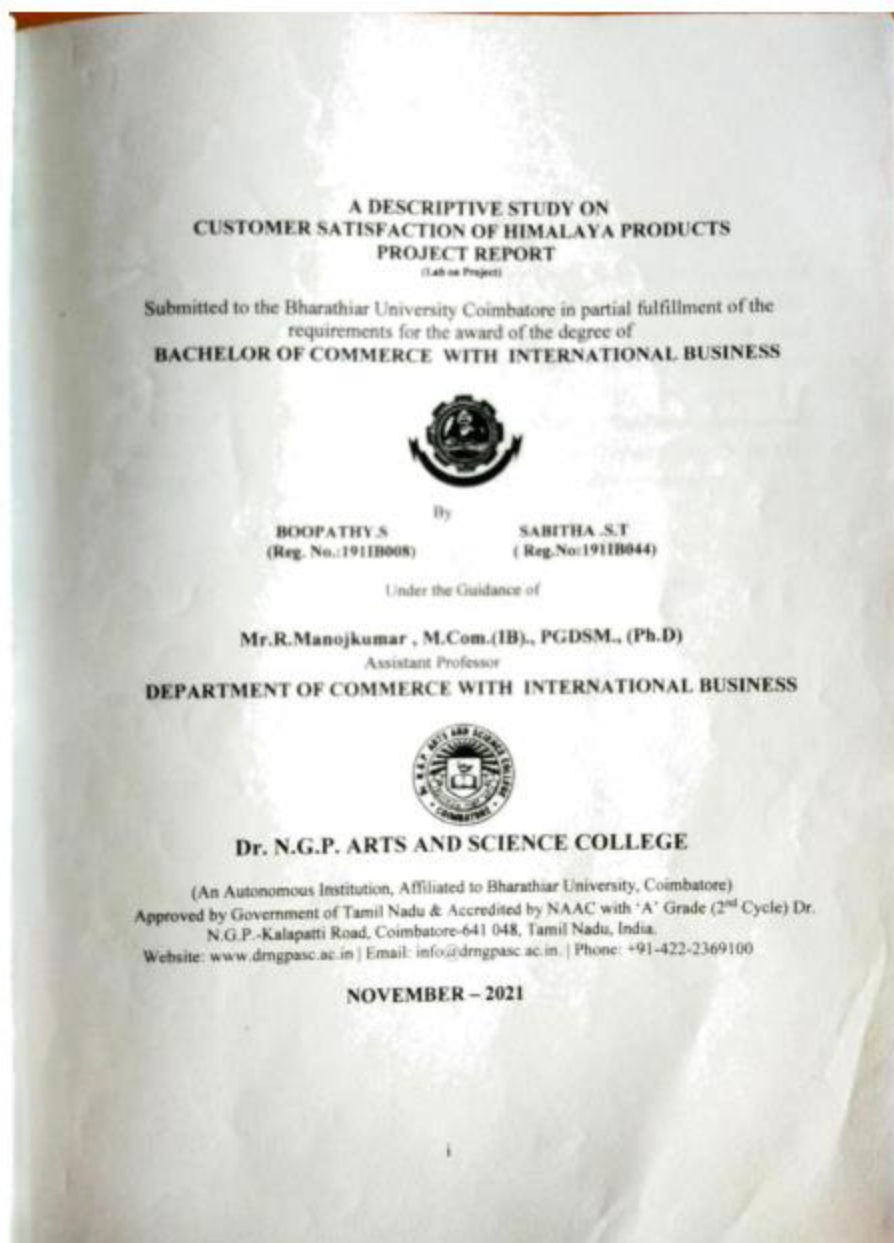 A DESCRIPTIVE STUDY ON
CUSTOMER SATISFACTION OF HIMALAYA PRODUCTS
PROJECT REPORT
(Lab on Project)
Submitted to the Bharathiar University Coimbatore in partial fulfillment of the
requirements for the award of the degree of
BACHELOR OF COMMERCE WITH INTERNATIONAL BUSINESS
By
BOOPATHY.S SABITHA .S.T
(Reg. No.:191IB008) ( Reg.No:191IB044)
Under the Guidance of
Mr.R.Manojkumar , M.Com.(IB)., PGDSM., (Ph.D)
Assistant Professor
DEPARTMENT OF COMMERCE WITH INTERNATIONAL BUSINESS
Dr. N.G.P. ARTS AND SCIENCE COLLEGE
COIMBATORE
Dr. N.G.P. ARTS AND SCIENCE COLLEGE
(An Autonomous Institution, Affiliated to Bharathiar University, Coimbatore)
Approved by Government of Tamil Nadu & Accredited by NAAC with 'A' Grade (2nd Cycle) Dr.
N.G.P.-Kalapatti Road, Coimbatore-641 048, Tamil Nadu, India.
Website: www.drngpasc.ac.in | Email: info@drngpasc.ac.in. | Phone: +91-422-2369100
NOVEMBER – 2021
i